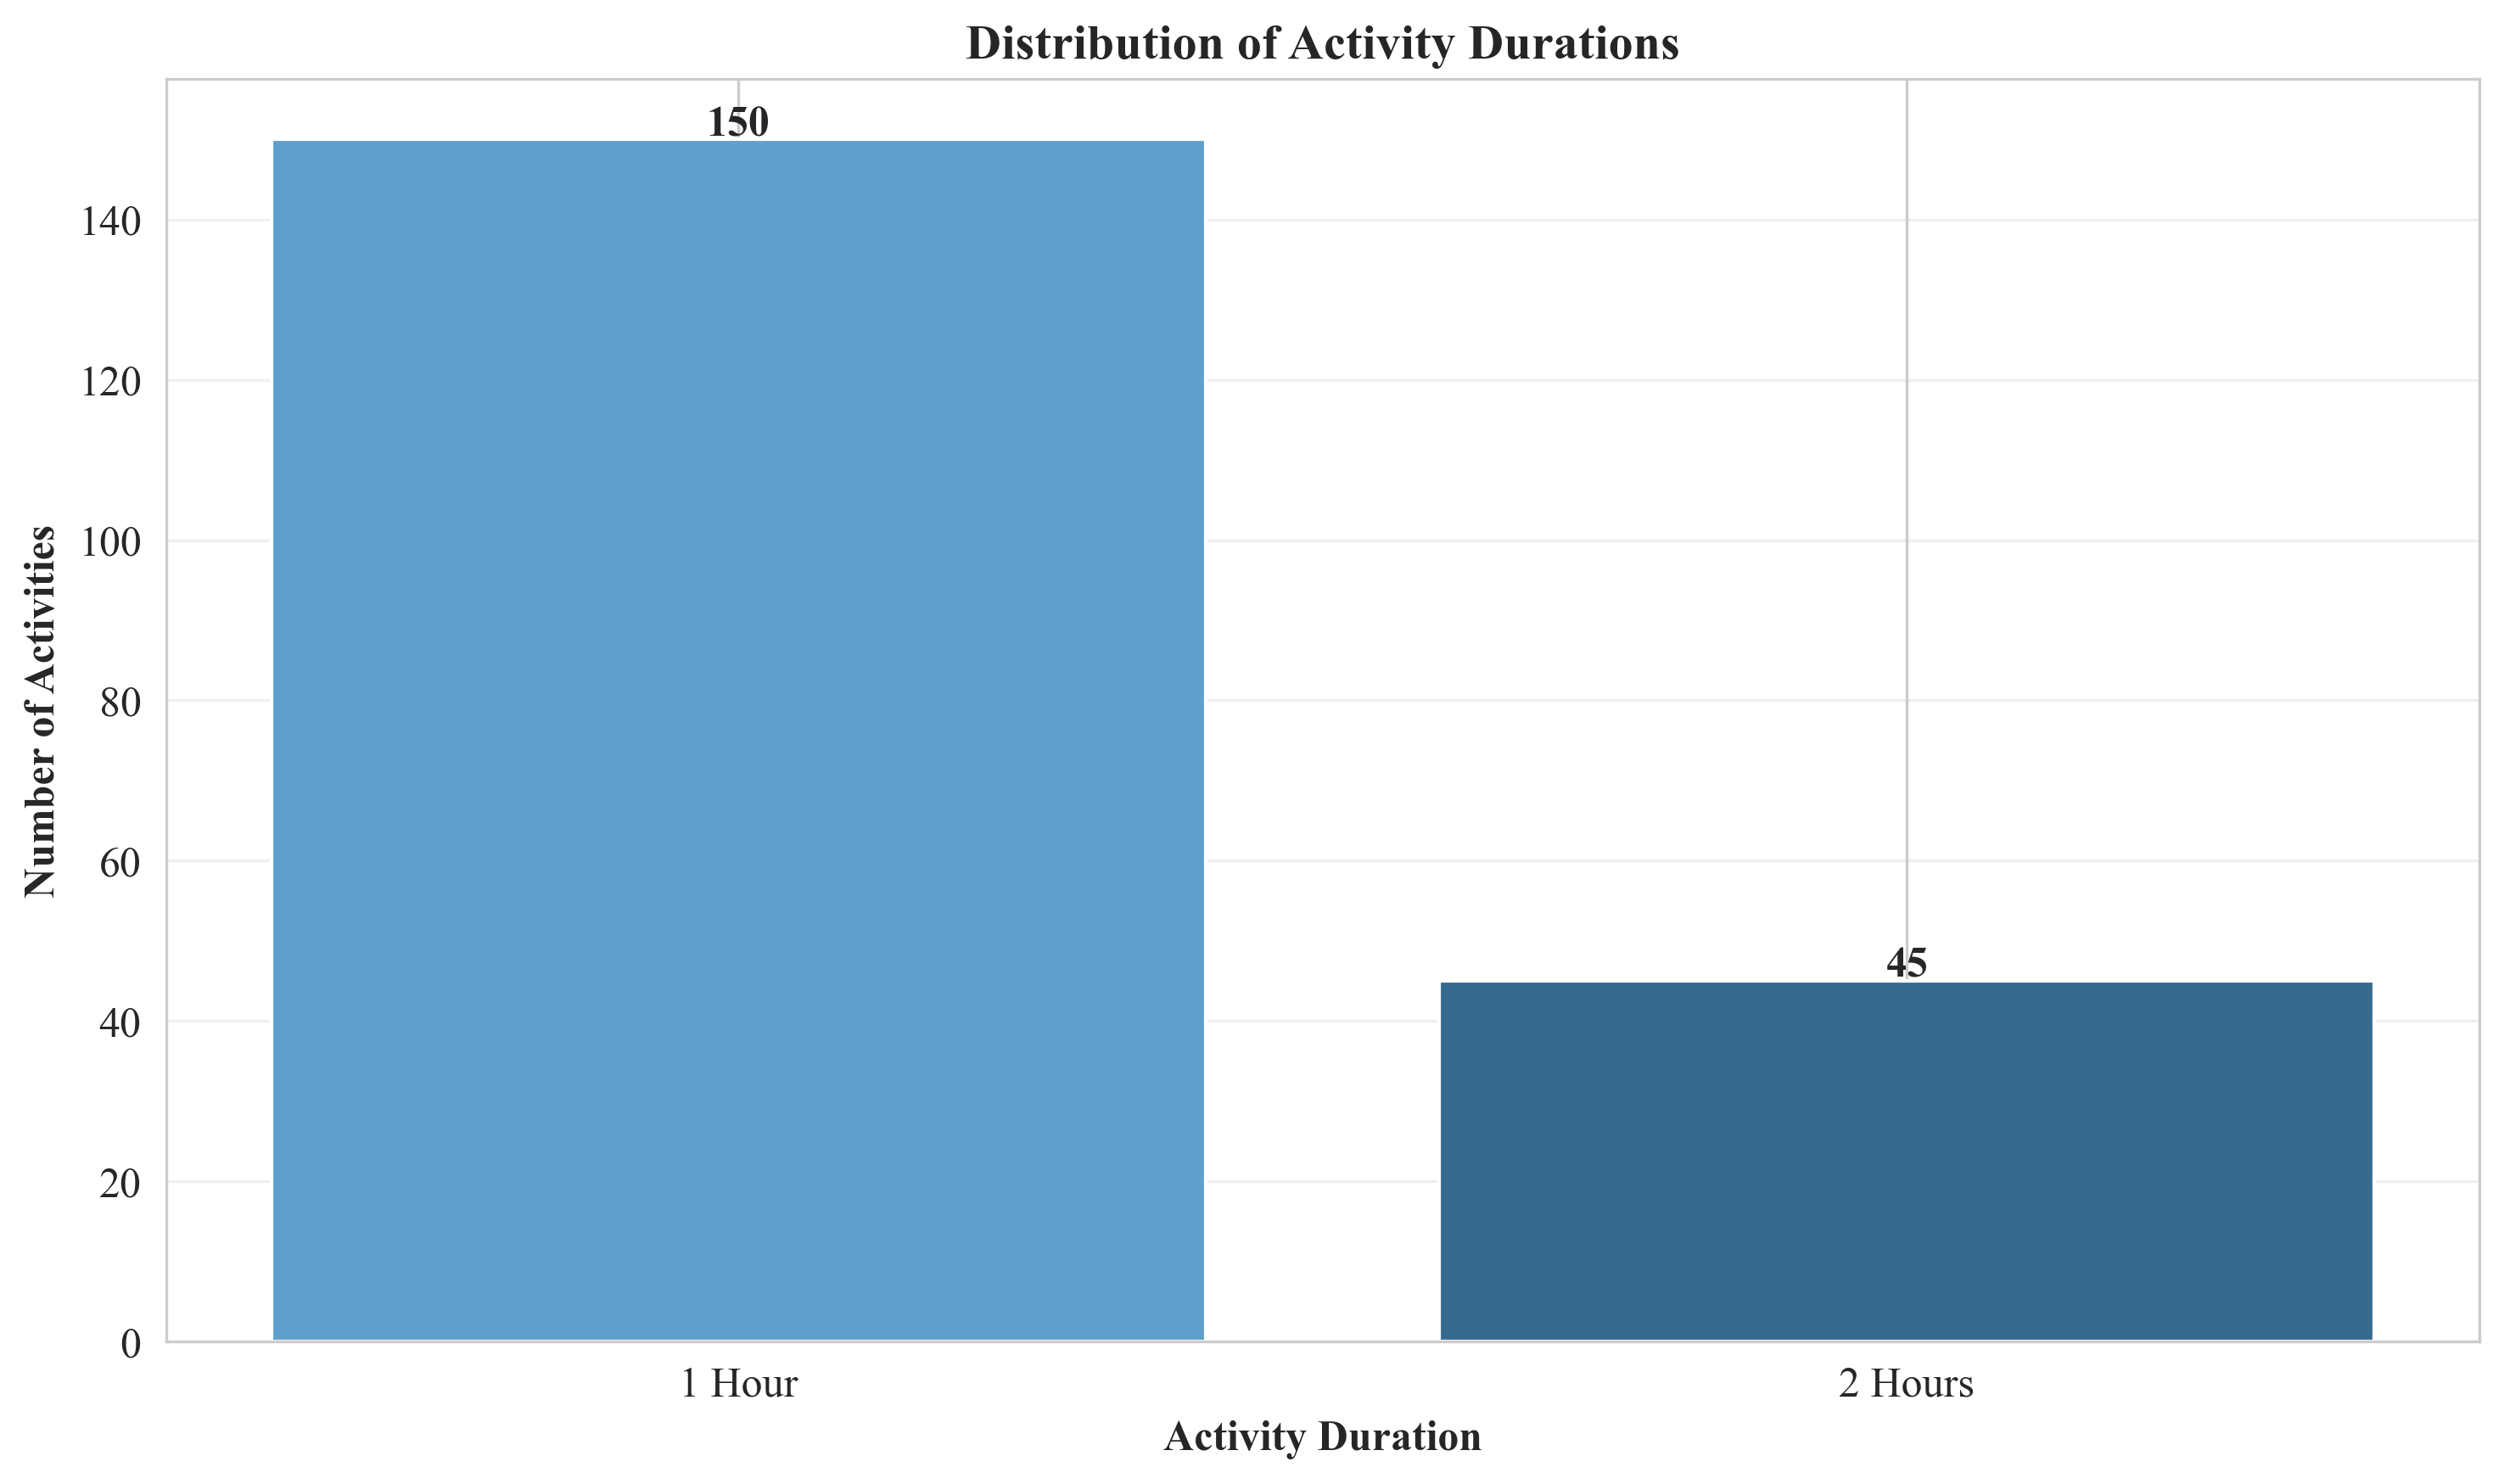 Distribution of Activity Durations
150
140
120
100
80
60
45
40
20
0
Number of Activities
1 Hour
2 Hours
Activity Duration